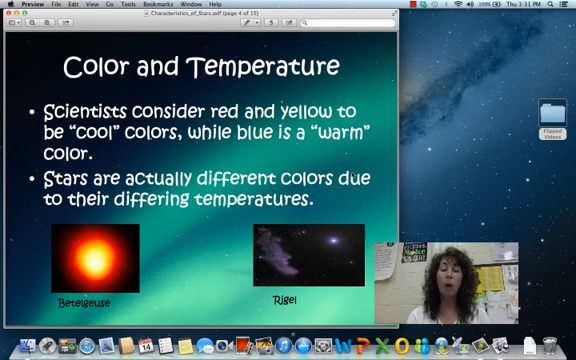 Preview File Edit View Go Tools Bookmarks Window Help
100% Thu 3:31 PM
Characteristics_of_Stars.pdf (page 4 of 15)
Color and Temperature
• Scientists consider red and yellow to
be “cool” colors, while blue is a “warm”
color.
• Stars are actually different colors due
to their differing temperatures.
Betelgeuse
Rigel
Flipped
Videos
14